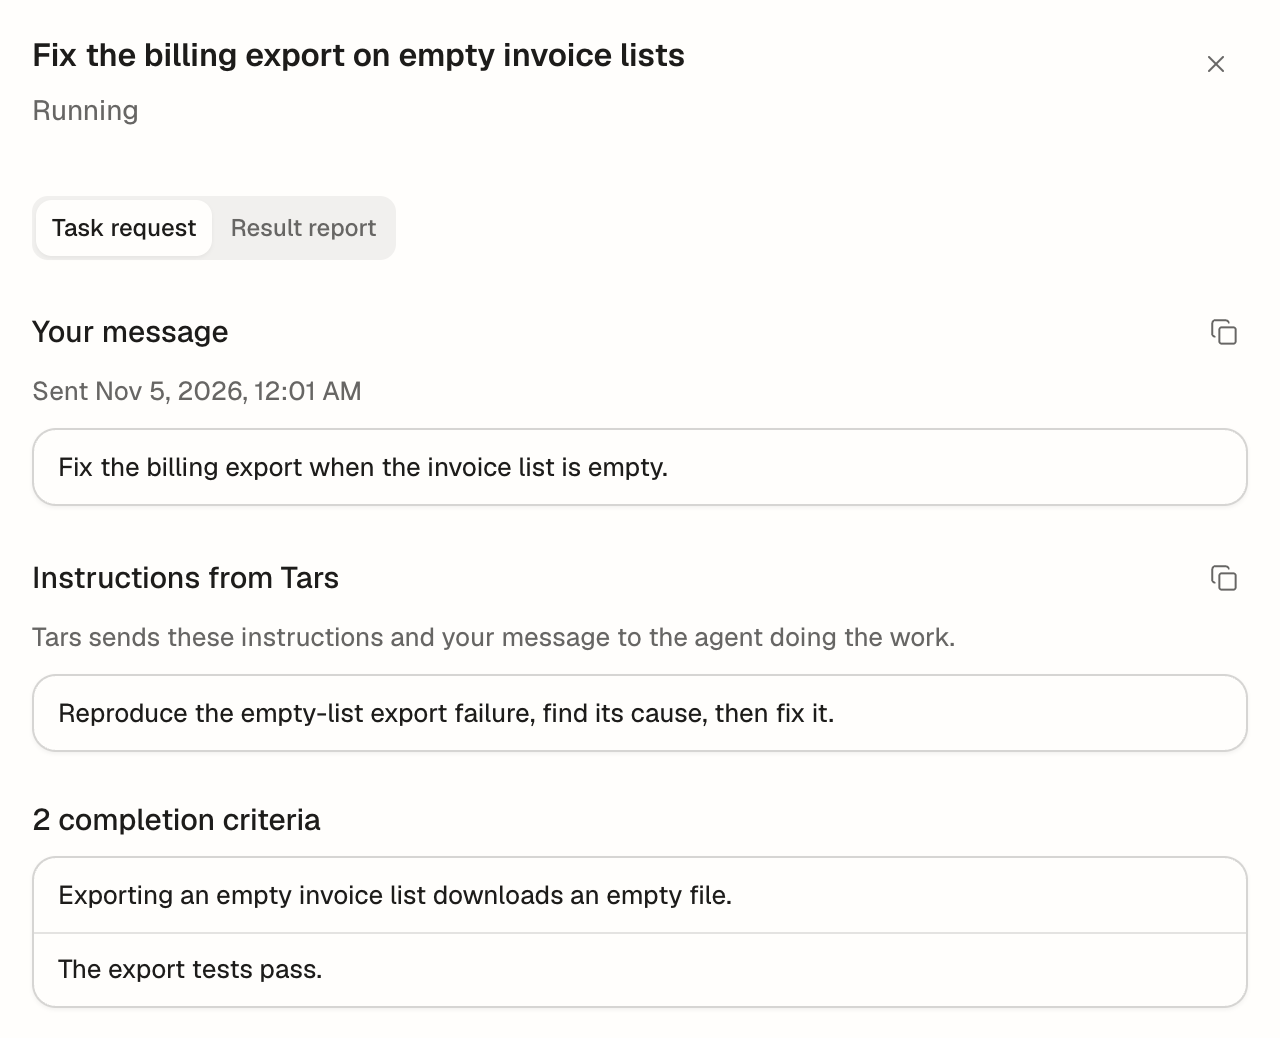 Fix the billing export on empty invoice lists
Running
Task request
Result report
Your message
Sent Nov 5, 2026, 12:01 AM
Fix the billing export when the invoice list is empty.
Instructions from Tars
Tars sends these instructions and your message to the agent doing the work.
Reproduce the empty-list export failure, find its cause, then fix it.
2 completion criteria
Exporting an empty invoice list downloads an empty file.
The export tests pass.